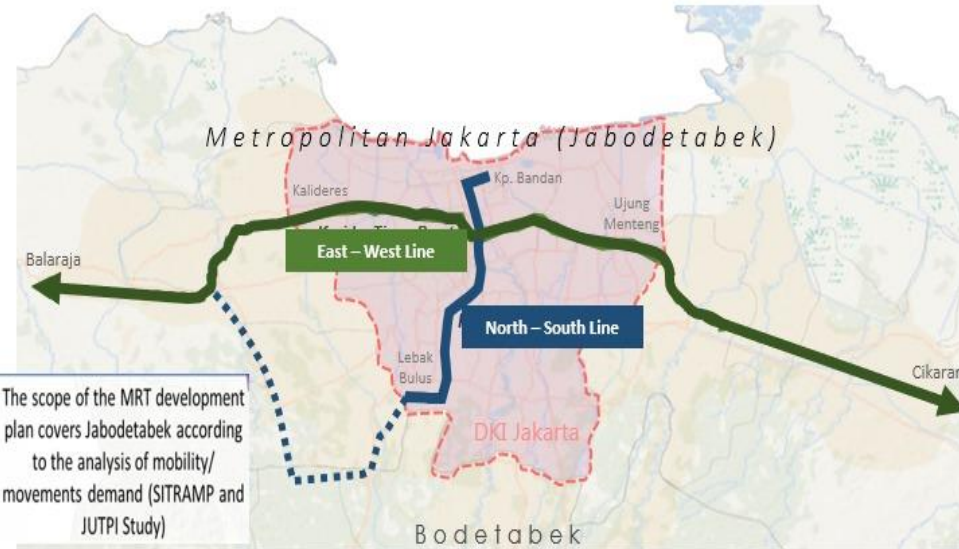 Metropolitan Jakarta (Jabodetabek)
Kp. Bandan
Kalideres
Ujung
Menteng
East – West Line
Balaraja
North – South Line
Lebak
Bulus
Cikaran
The scope of the MRT development
plan covers Jabodetabek according
to the analysis of mobility/
movements demand (SITRAMP and
JUTPI Study)
DKI Jakarta
Bodetabek